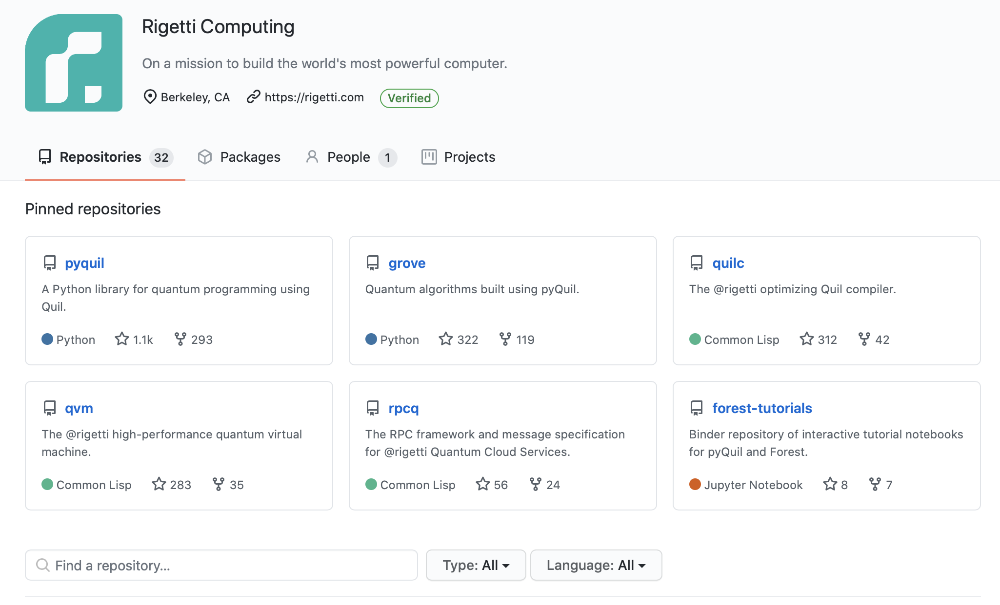 Rigetti Computing
On a mission to build the world's most powerful computer.
Berkeley, CA https://rigetti.com Verified
Repositories 32 Packages People 1 Projects
Pinned repositories
pyquil
A Python library for quantum programming using
Quil.
Python 1.1k 293
grove
Quantum algorithms built using pyQuil.
Python 322 119
quilc
The @rigetti optimizing Quil compiler.
Common Lisp 312 42
qvm
The @rigetti high-performance quantum virtual
machine.
Common Lisp 283 35
rpcq
The RPC framework and message specification
for @rigetti Quantum Cloud Services.
Common Lisp 56 24
forest-tutorials
Binder repository of interactive tutorial notebooks
for pyQuil and Forest.
Jupyter Notebook 8 7
Find a repository... Type: All Language: All